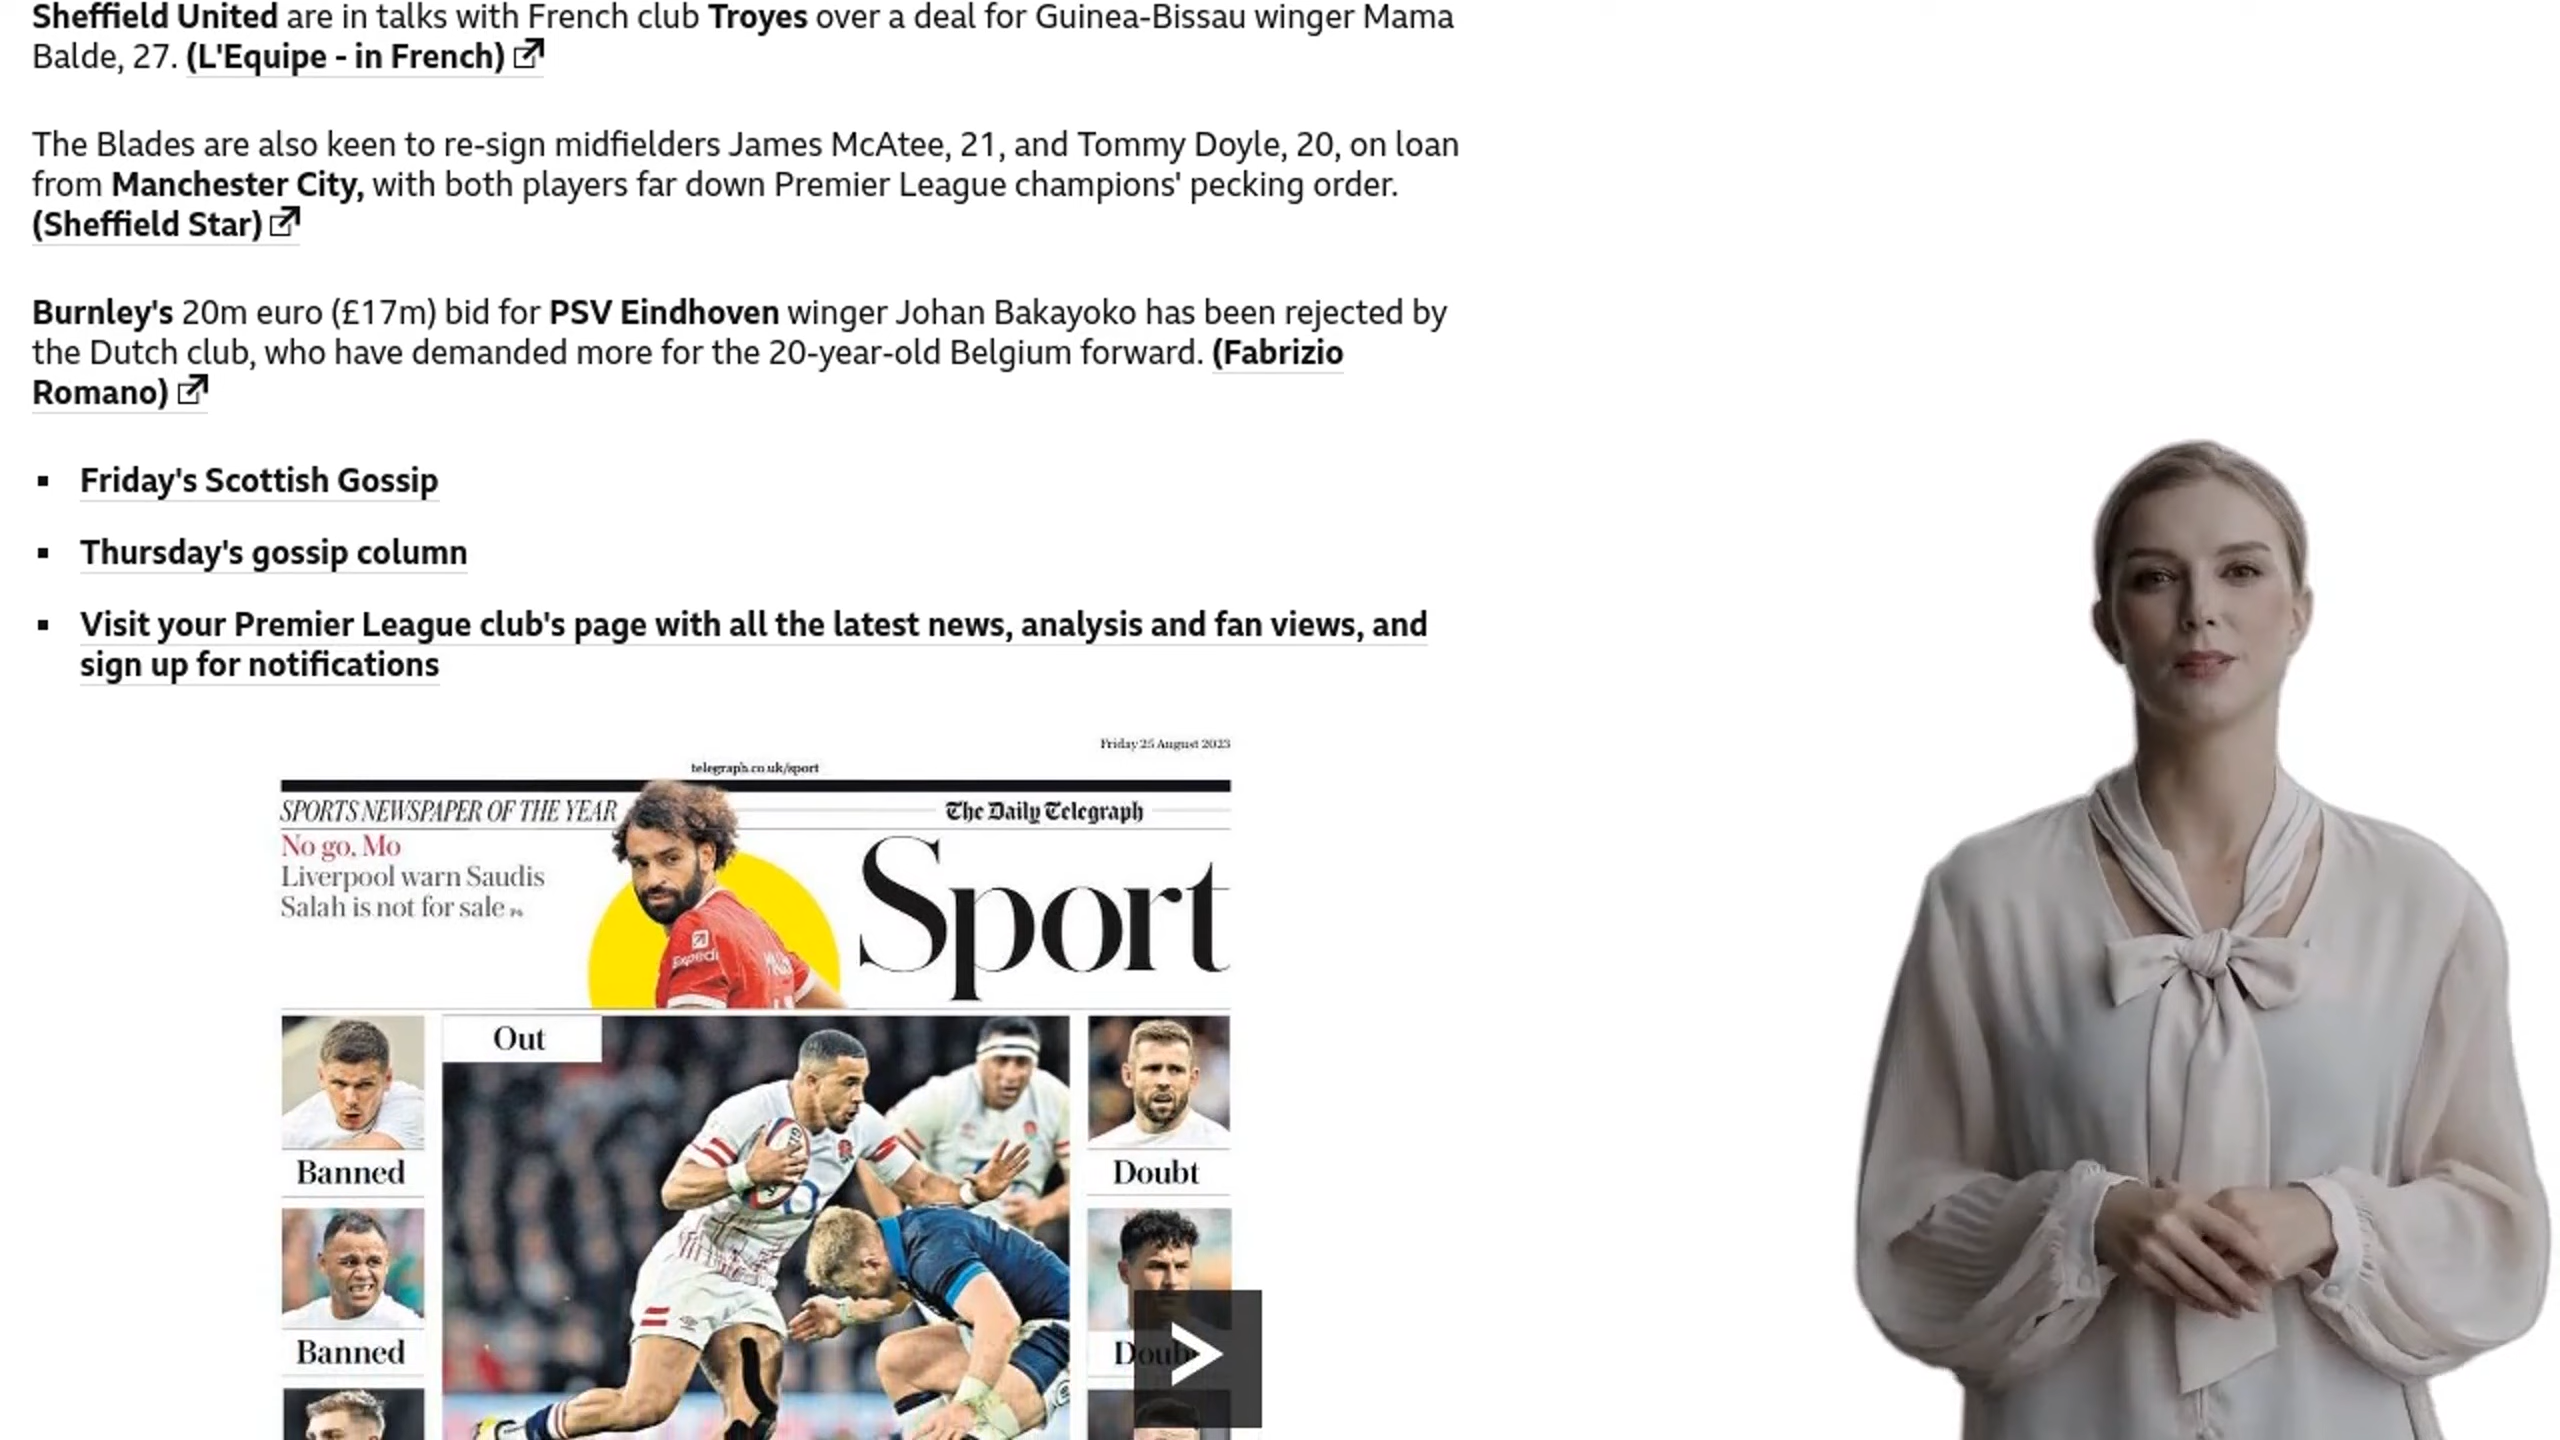 Sheffield United are in talks with French club Troyes over a deal for Guinea-Bissau winger Mama
Balde, 27. (L'Equipe - in French)
The Blades are also keen to re-sign midfielders James McAtee, 21, and Tommy Doyle, 20, on loan
from Manchester City, with both players far down Premier League champions' pecking order.
(Sheffield Star)
Burnley's 20m euro (£17m) bid for PSV Eindhoven winger Johan Bakayoko has been rejected by
the Dutch club, who have demanded more for the 20-year-old Belgium forward. (Fabrizio
Romano)
Friday's Scottish Gossip
Thursday's gossip column
Visit your Premier League club's page with all the latest news, analysis and fan views, and
sign up for notifications
Friday 25 August 2023
telegraph.co.uk/sport
SPORTS NEWSPAPER OF THE YEAR
The Daily Telegraph
No go, Mo
Liverpool warn Saudis
Salah is not for sale P6
Sport
Out
Banned
Doubt
Banned